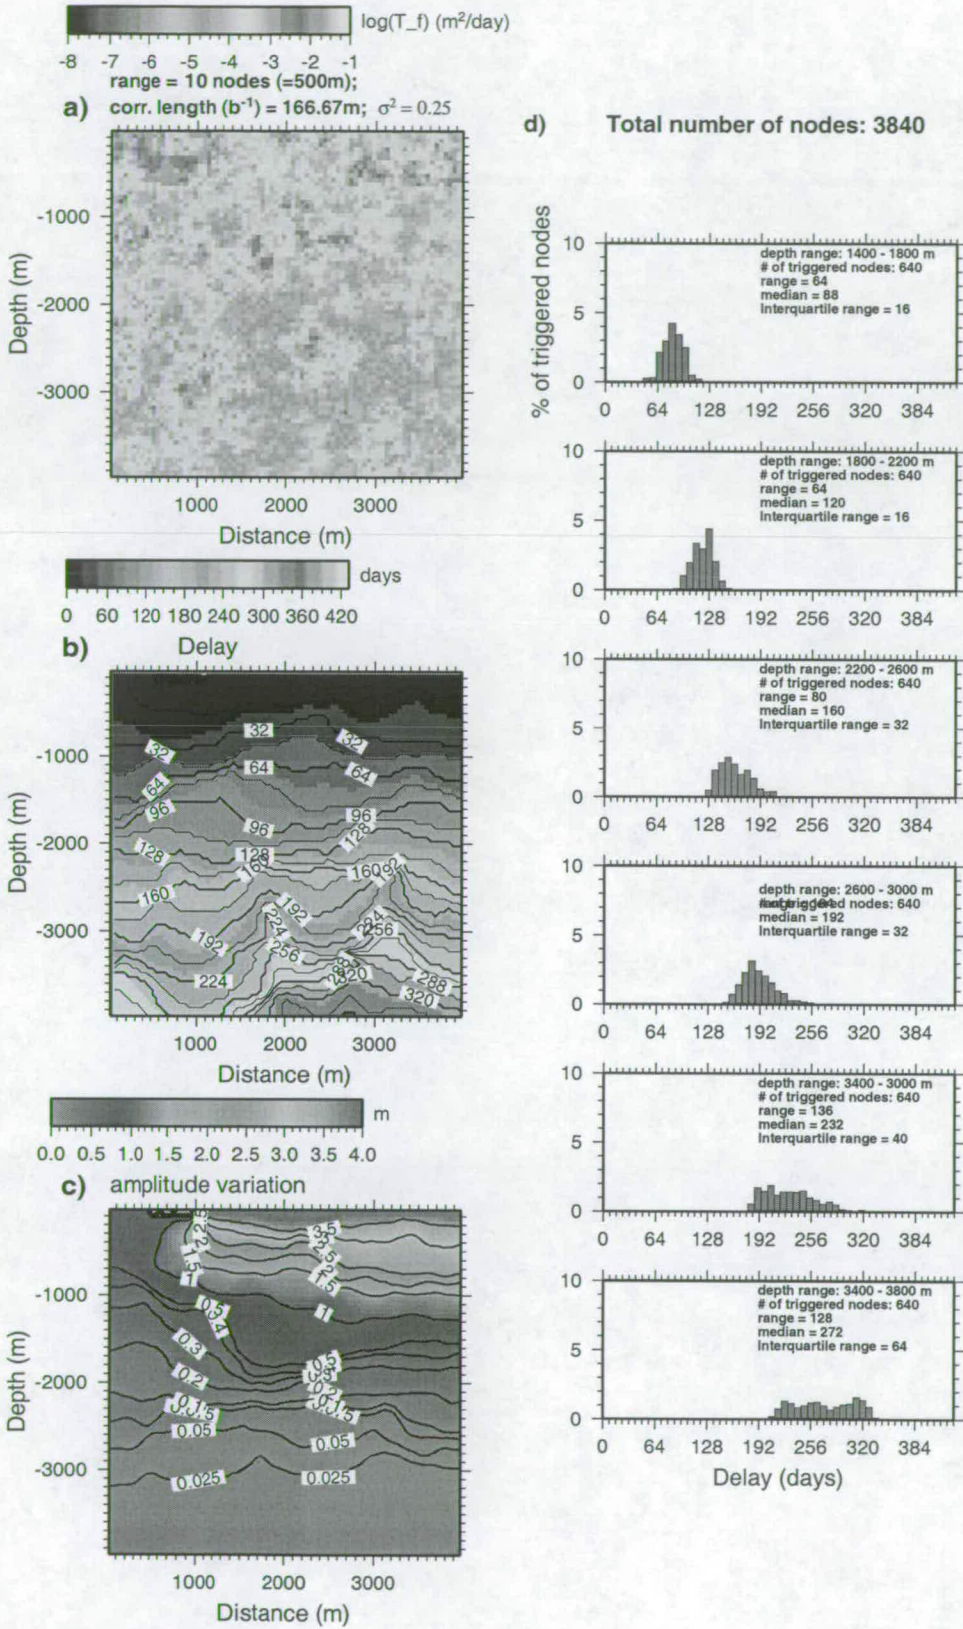 log(T_f) (m²/day)
-8 -7 -6 -5 -4 -3 -2 -1
range = 10 nodes (=500m);
a) corr. length (b⁻¹) = 166.67m; σ² = 0.25
-1000
-2000
-3000
Depth (m)
1000 2000 3000
Distance (m)
days
0 60 120 180 240 300 360 420
b) Delay
32 32
32
64 64
64
96
96
128
128
128
160 160
160
192
192
192
224
224
224
256
256
288
288
320
320
-1000
-2000
-3000
Depth (m)
1000 2000 3000
Distance (m)
m
0.0 0.5 1.0 1.5 2.0 2.5 3.0 3.5 4.0
c) amplitude variation
2.5
2
1.5
1
3.5
1
0.5
0.4
0.3
0.2
0.2
0.05
0.05
0.025 0.025
-1000
-2000
-3000
Depth (m)
1000 2000 3000
Distance (m)
d) Total number of nodes: 3840
% of triggered nodes
10
5
0
depth range: 1400 - 1800 m
# of triggered nodes: 640
range = 64
median = 88
Interquartile range = 16
0 64 128 192 256 320 384
10
5
0
depth range: 1800 - 2200 m
# of triggered nodes: 640
range = 64
median = 120
Interquartile range = 16
0 64 128 192 256 320 384
10
5
0
depth range: 2200 - 2600 m
# of triggered nodes: 640
range = 80
median = 160
Interquartile range = 32
0 64 128 192 256 320 384
10
5
0
depth range: 2600 - 3000 m
nodes: 640
median = 192
Interquartile range = 32
0 64 128 192 256 320 384
10
5
0
depth range: 3400 - 3000 m
# of triggered nodes: 640
range = 136
median = 232
Interquartile range = 40
0 64 128 192 256 320 384
10
5
0
depth range: 3400 - 3800 m
# of triggered nodes: 640
range = 128
median = 272
Interquartile range = 64
0 64 128 192 256 320 384
Delay (days)